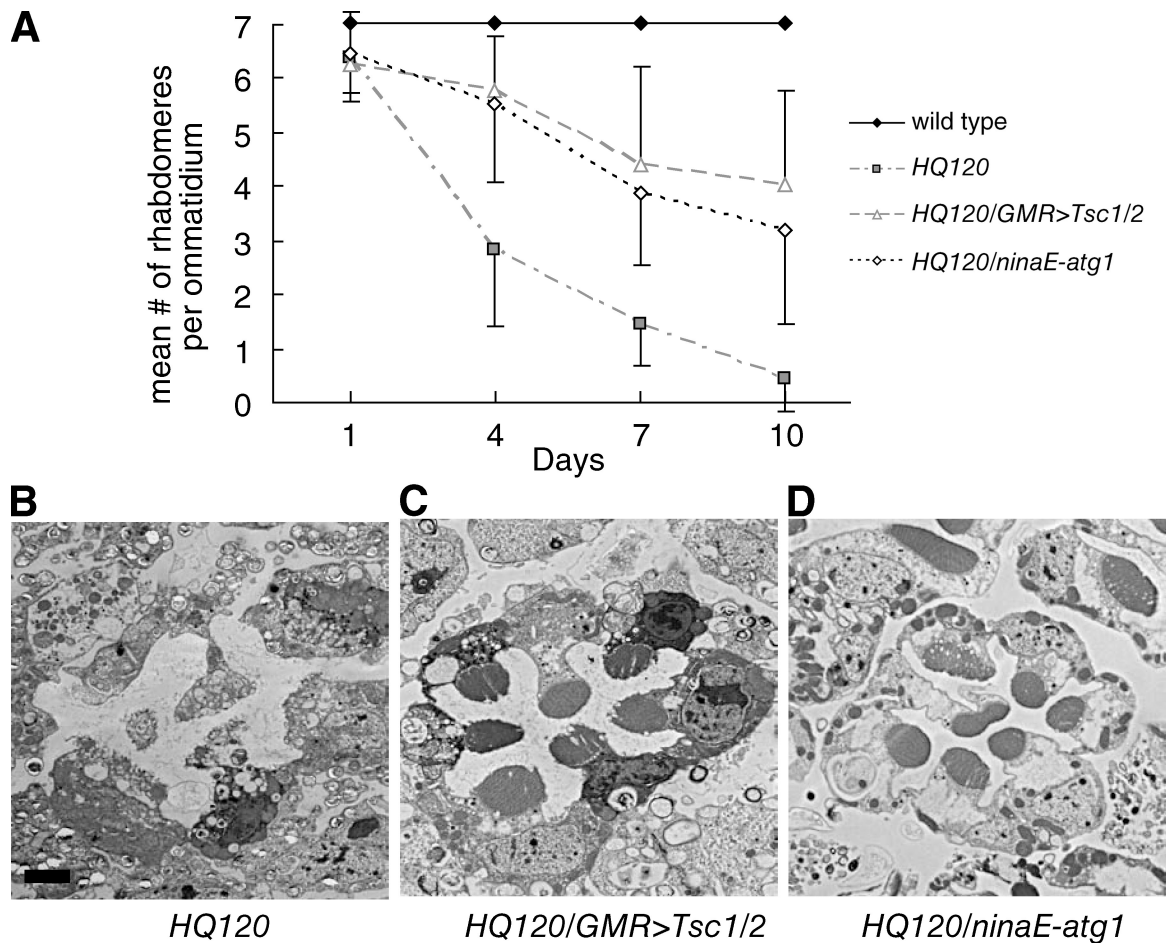 A
7
6
5
4
3
2
1
0
mean # of rhabdomeres
per ommatidium
1 4 7 10
Days
wild type
HQ120
HQ120/GMR>Tsc1/2
HQ120/ninaE-atg1
B
C
D
HQ120
HQ120/GMR>Tsc1/2
HQ120/ninaE-atg1